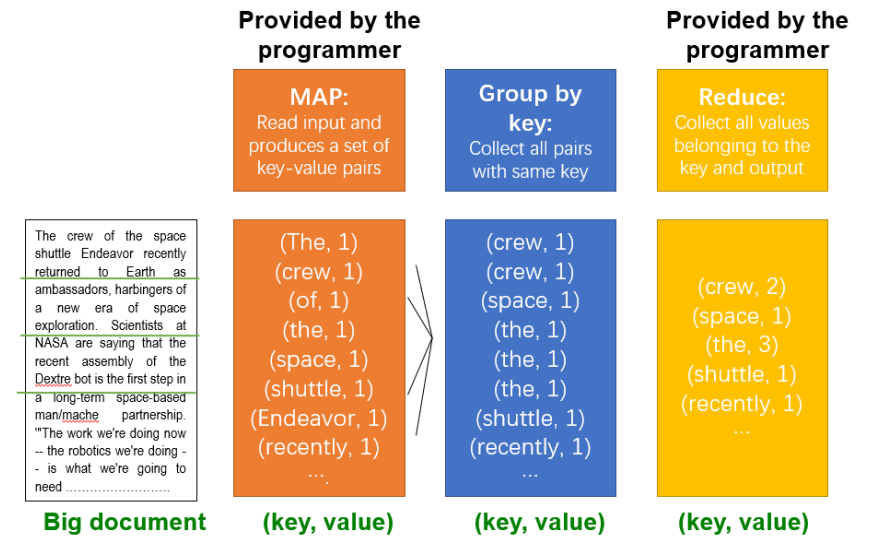 Provided by the
programmer
Provided by the
programmer
MAP:
Read input and
produces a set of
key-value pairs
Group by
key:
Collect all pairs
with same key
Reduce:
Collect all values
belonging to the
key and output
The crew of the space
shuttle Endeavor recently
returned to Earth as
ambassadors, harbingers of
a new era of space
exploration. Scientists at
NASA are saying that the
recent assembly of the
Dextre bot is the first step in
a long-term space-based
man/mache partnership.
'"The work we're doing now
-- the robotics we're doing -
- is what we're going to
need ..........................
(The, 1)
(crew, 1)
(of, 1)
(the, 1)
(space, 1)
(shuttle, 1)
(Endeavor, 1)
(recently, 1)
....
(crew, 1)
(crew, 1)
(space, 1)
(the, 1)
(the, 1)
(the, 1)
(shuttle, 1)
(recently, 1)
...
(crew, 2)
(space, 1)
(the, 3)
(shuttle, 1)
(recently, 1)
...
Big document
(key, value)
(key, value)
(key, value)